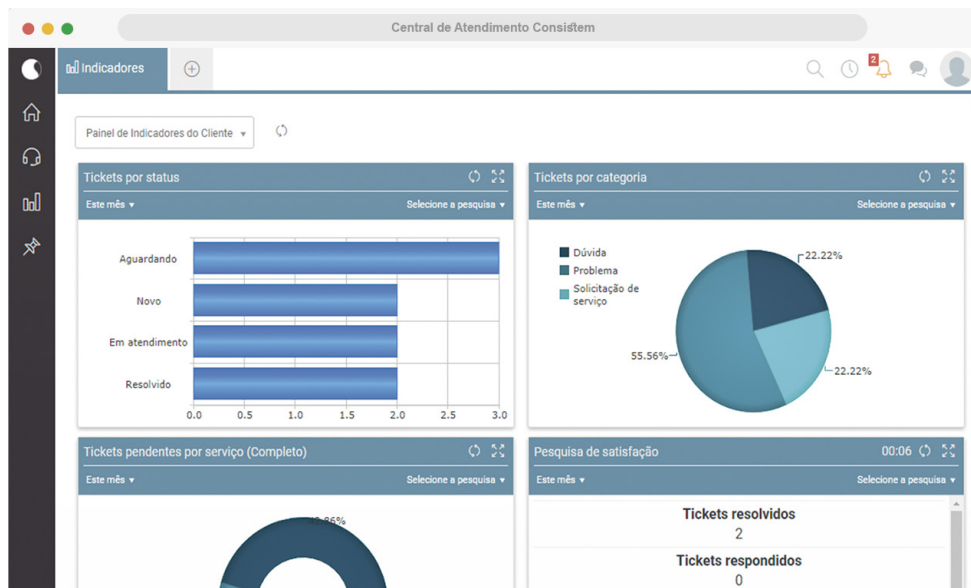 Central de Atendimento Consistem
Indicadores
2
Painel de Indicadores do Cliente
Tickets por status
Este mês
Selecione a pesquisa
Aguardando
Novo
Em atendimento
Resolvido
0.0 0.5 1.0 1.5 2.0 2.5 3.0
Tickets por categoria
Este mês
Selecione a pesquisa
Dúvida
Problema
Solicitação de
serviço
22.22%
55.56%
22.22%
Tickets pendentes por serviço (Completo)
Este mês
Selecione a pesquisa
Pesquisa de satisfação
00:06
Este mês
Selecione a pesquisa
Tickets resolvidos
2
Tickets respondidos
0